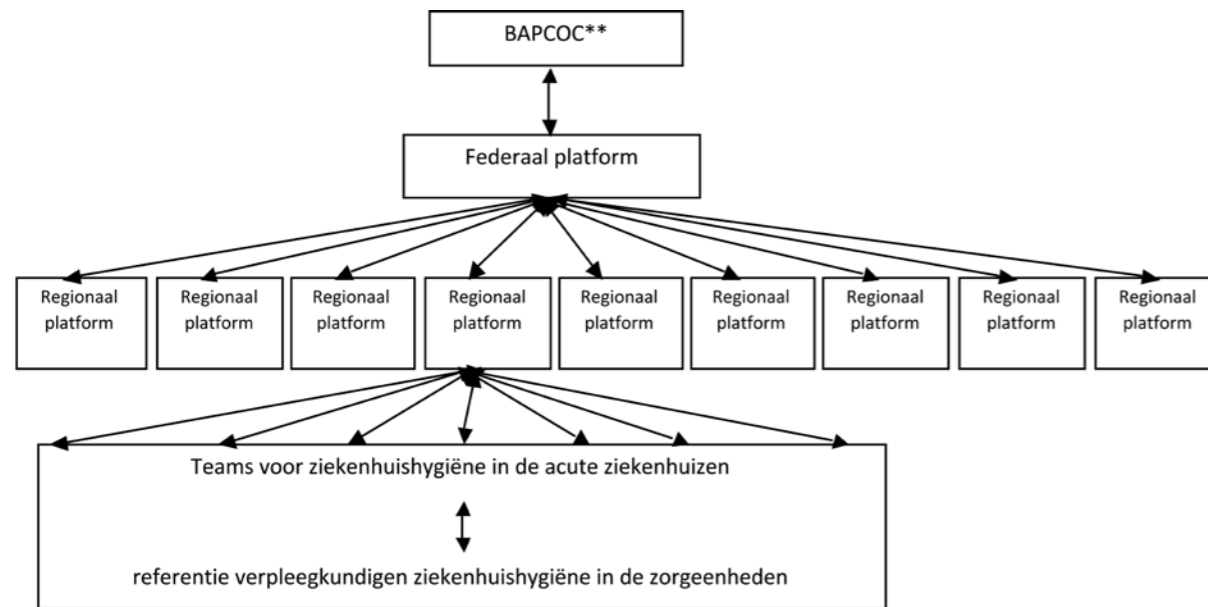 BAPCOC**
Federaal platform
Regionaal
platform
Regionaal
platform
Regionaal
platform
Regionaal
platform
Regionaal
platform
Regionaal
platform
Regionaal
platform
Regionaal
platform
Regionaal
platform
Teams voor ziekenhuishygiëne in de acute ziekenhuizen
referentie verpleegkundigen ziekenhuishygiëne in de zorgeenheden